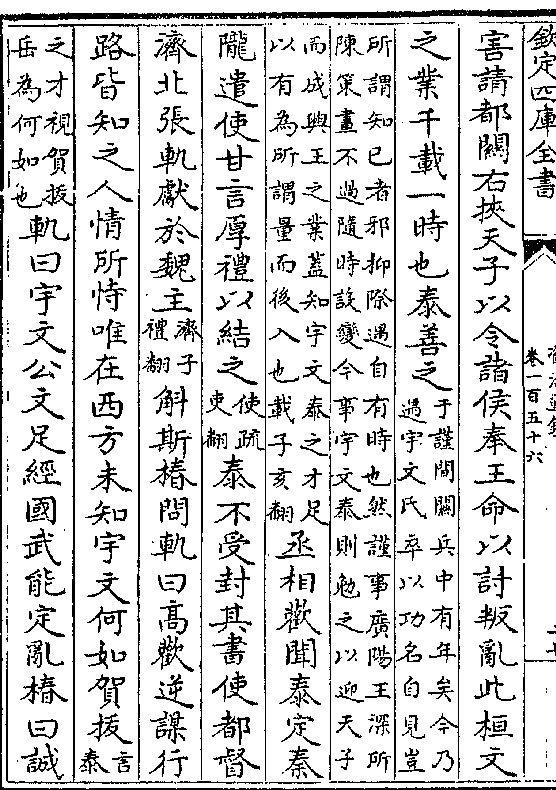 欽定四庫全書
卷一百五十六
害請都關右挾天子以令諸侯奉王命以討叛亂此桓文
之業千載一時也泰善之
于謹間關兵中有年矣今乃
遇宇文氏卒以功名自見豈
所謂知已者邪抑際遇自有時也然謹事廣陽王深所
陳策畫不過隨時設變今事宇文泰則勉之以迎天子
而成興王之業蓋知宇文泰之才足
以有為所謂量而後入也載子亥翻
丞相歡聞泰定秦
隴遣使甘言厚禮以結之
使疏
吏翻
泰不受封其書使都督
濟北張軌獻於魏主
濟子
禮翻
斛斯椿問軌曰高歡逆謀行
路皆知之人情所恃唯在西方未知宇文何如賀拔
言
泰
之才視賀拔
岳為何如也
軌曰宇文公文足經國武能定亂椿曰誠